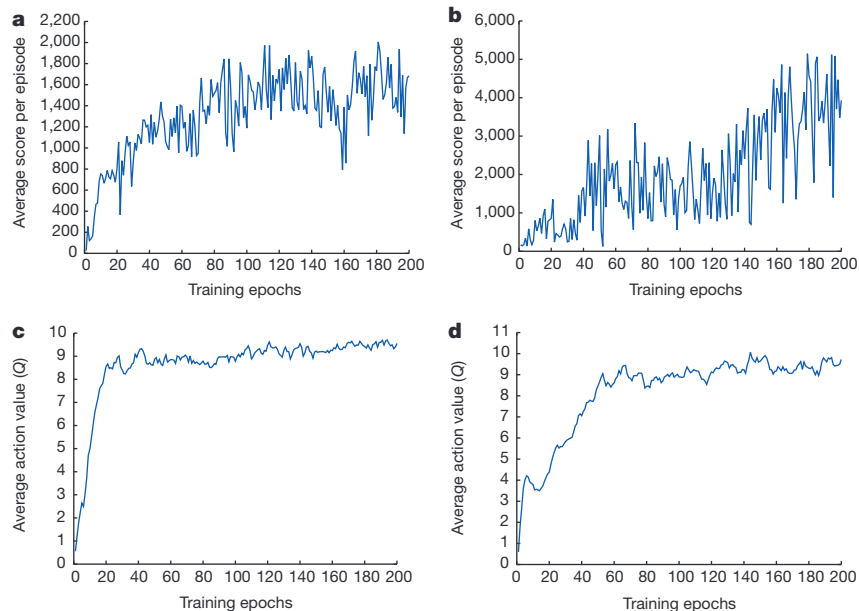 a
Average score per episode
2,200
2,000
1,800
1,600
1,400
1,200
1,000
800
600
400
200
0
0 20 40 60 80 100 120 140 160 180 200
Training epochs
b
Average score per episode
6,000
5,000
4,000
3,000
2,000
1,000
0
0 20 40 60 80 100 120 140 160 180 200
Training epochs
c
Average action value (Q)
10
9
8
7
6
5
4
3
2
1
0
0 20 40 60 80 100 120 140 160 180 200
Training epochs
d
Average action value (Q)
11
10
9
8
7
6
5
4
3
2
1
0
0 20 40 60 80 100 120 140 160 180 200
Training epochs